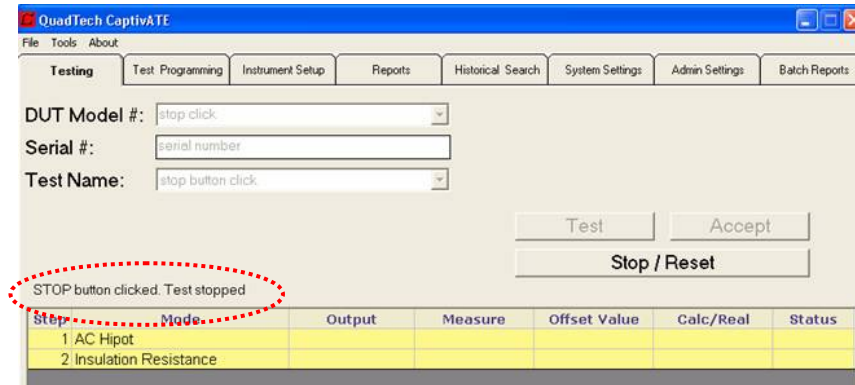 QuadTech CaptivATE
File Tools About
Testing Test Programming Instrument Setup Reports Historical Search System Settings Admin Settings Batch Reports
DUT Model #: stop click
Serial #: serial number
Test Name: stop button click
Test Accept
Stop / Reset
STOP button clicked. Test stopped
Step Mode Output Measure Offset Value Calc/Real Status
1 AC Hipot
2 Insulation Resistance